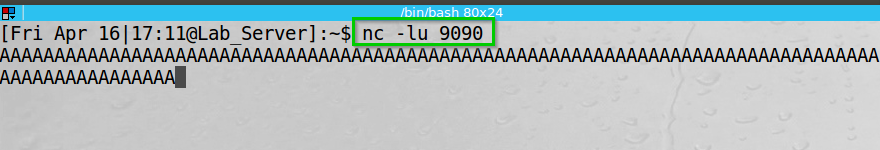 /bin/bash 80x24
[Fri Apr 16|17:11@Lab_Server]:~$ nc -lu 9090
AAAAAAAAAAAAAAAAAAAAAAAAAAAAAAAAAAAAAAAAAAAAAAAAAAAAAAAAAAAAAAAAAAAAAAAAAAAAAAAA
AAAAAAAAAAAAAAAA